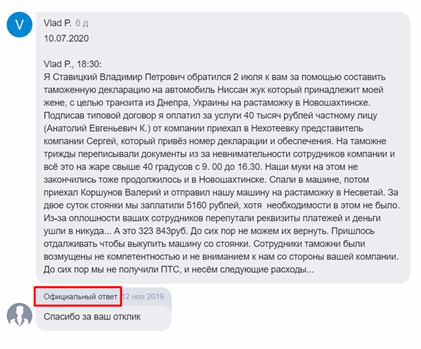 V
Vlad P. 6 д
10.07.2020
Vlad P., 18:30:
Я Ставицкий Владимир Петрович обратился 2 июля к вам за помощью составить
таможенную декларацию на автомобиль Ниссан жук который принадлежит моей
жене, с целью транзита из Днепра, Украины на растаможку в Новошахтинске.
Подписав типовой договор я оплатил за услуги 40 тысяч рублей частному лицу
(Анатолий Евгеньевич К.) от компании приехал в Нехотеевку представитель
компании Сергей, который привёз номер декларации и обеспечения. На таможне
трижды переписывали документы из за невнимательности сотрудников компании и
всё это на жаре свыше 40 градусов с 9. 00 до 16.30. Наши муки на этом не
закончились тоже продолжилось и в Новошахтинске. Спали в машине, потом
приехал Коршунов Валерий и отправил нашу машину на растаможку в Несветай. За
двое суток стоянки мы заплатили 5160 рублей, хотя необходимости в этом не было.
Из-за оплошности ваших сотрудников перепутали реквизиты платежей и деньги
ушли в никуда... А это 323 843руб. До сих пор не можем их вернуть. Пришлось
отдалживать чтобы выкупить машину со стоянки. Сотрудники таможни были
возмущены не компетентностью и не вниманием к нам со стороны вашей компании.
До сих пор мы не получили ПТС, и несём следующие расходы...
Официальный ответ 12 ноя 2019
Спасибо за ваш отклик